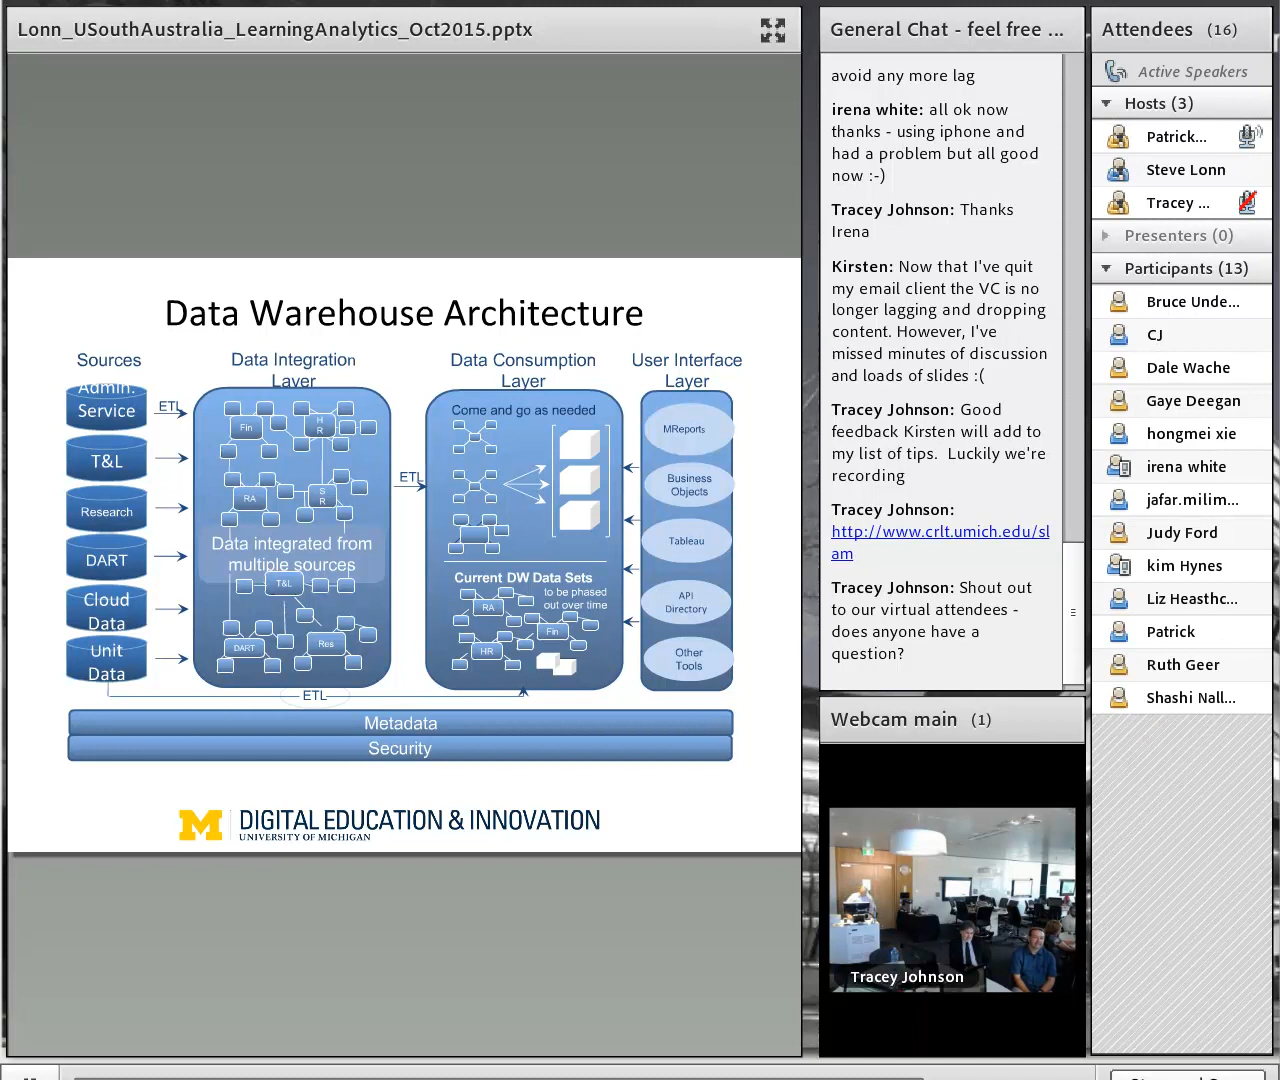 Lonn_USouthAustralia_LearningAnalytics_Oct2015.pptx
Data Warehouse Architecture
Sources
Data Integration
Layer
Data Consumption
Layer
User Interface
Layer
Admin.
Service
T&L
Research
DART
Cloud
Data
Unit
Data
ETL
Fin
H
R
RA
S
R
Data integrated from
multiple sources
T&L
DART
Res
ETL
Come and go as needed
Current DW Data Sets
to be phased
out over time
RA
Fin
HR
MReports
Business
Objects
Tableau
API
Directory
Other
Tools
ETL
Metadata
Security
M DIGITAL EDUCATION & INNOVATION
UNIVERSITY OF MICHIGAN
General Chat - feel free ...
avoid any more lag
irena white: all ok now
thanks - using iphone and
had a problem but all good
now :-)
Tracey Johnson: Thanks
Irena
Kirsten: Now that I've quit
my email client the VC is no
longer lagging and dropping
content. However, I've
missed minutes of discussion
and loads of slides :(
Tracey Johnson: Good
feedback Kirsten will add to
my list of tips. Luckily we're
recording
Tracey Johnson:
http://www.crlt.umich.edu/sl
am
Tracey Johnson: Shout out
to our virtual attendees -
does anyone have a
question?
Webcam main (1)
Tracey Johnson
Attendees (16)
Active Speakers
Hosts (3)
Patrick...
Steve Lonn
Tracey ...
Presenters (0)
Participants (13)
Bruce Unde...
CJ
Dale Wache
Gaye Deegan
hongmei xie
irena white
jafar.milim...
Judy Ford
kim Hynes
Liz Heasthc...
Patrick
Ruth Geer
Shashi Nall...